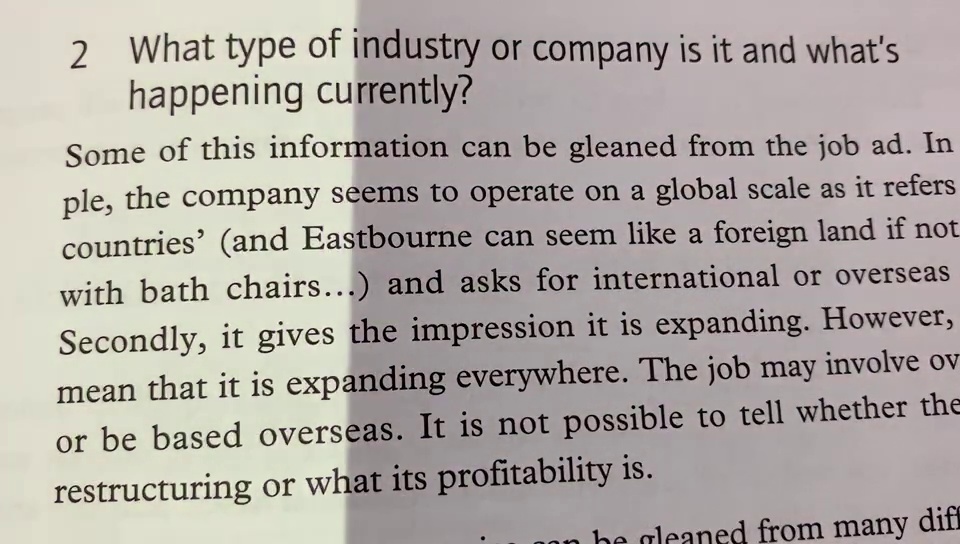 2 What type of industry or company is it and what's
happening currently?
Some of this information can be gleaned from the job ad. In
ple, the company seems to operate on a global scale as it refers
countries' (and Eastbourne can seem like a foreign land if not
with bath chairs...) and asks for international or overseas
Secondly, it gives the impression it is expanding. However,
mean that it is expanding everywhere. The job may involve ov
or be based overseas. It is not possible to tell whether the
restructuring or what its profitability is.
can be gleaned from many diff